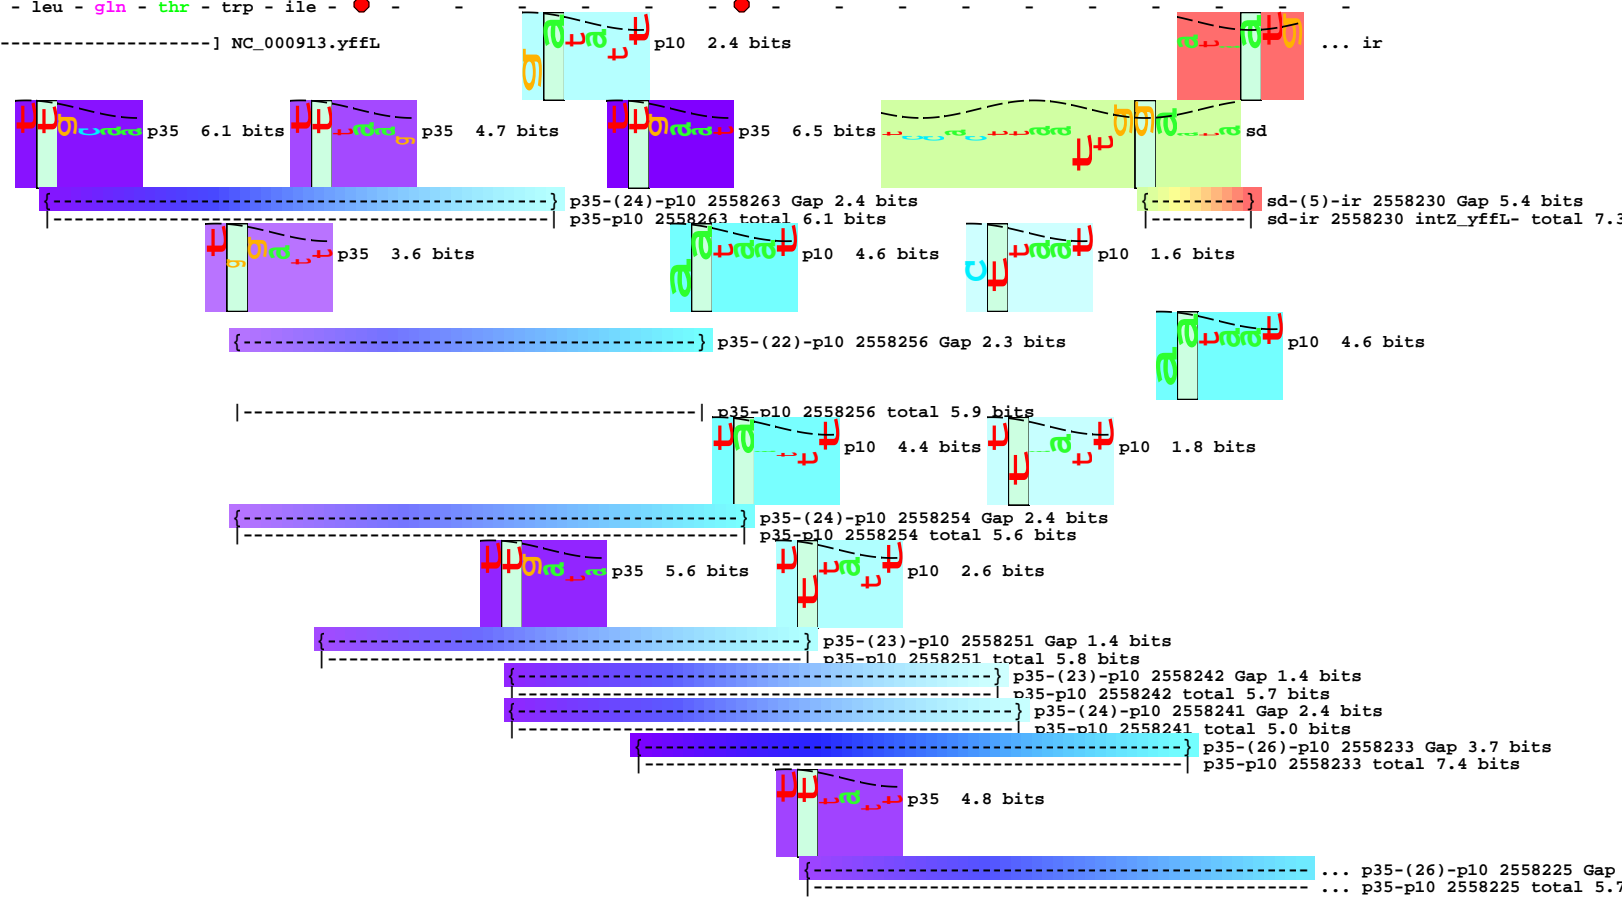 - leu - gln - thr - trp - ile - - - - - - - - - - - - - - - - -
--------------------] NC_000913.yffL
p10 2.4 bits
... ir
p35 6.1 bits
p35 4.7 bits
p35 6.5 bits
sd
{------------------------------------------------} p35-(24)-p10 2558263 Gap 2.4 bits
{---------} sd-(5)-ir 2558230 Gap 5.4 bits
|------------------------------------------------| p35-p10 2558263 total 6.1 bits
|---------| sd-ir 2558230 intZ_yffL- total 7.3
p35 3.6 bits
p10 4.6 bits
p10 1.6 bits
{--------------------------------------------} p35-(22)-p10 2558256 Gap 2.3 bits
p10 4.6 bits
|--------------------------------------------| p35-p10 2558256 total 5.9 bits
p10 4.4 bits
p10 1.8 bits
{------------------------------------------------} p35-(24)-p10 2558254 Gap 2.4 bits
|------------------------------------------------| p35-p10 2558254 total 5.6 bits
p35 5.6 bits
p10 2.6 bits
{----------------------------------------------} p35-(23)-p10 2558251 Gap 1.4 bits
|----------------------------------------------| p35-p10 2558251 total 5.8 bits
{----------------------------------------------} p35-(23)-p10 2558242 Gap 1.4 bits
|----------------------------------------------| p35-p10 2558242 total 5.7 bits
{------------------------------------------------} p35-(24)-p10 2558241 Gap 2.4 bits
|------------------------------------------------| p35-p10 2558241 total 5.0 bits
{----------------------------------------------------} p35-(26)-p10 2558233 Gap 3.7 bits
|----------------------------------------------------| p35-p10 2558233 total 7.4 bits
p35 4.8 bits
{------------------------------------------------ ... p35-(26)-p10 2558225 Gap
|------------------------------------------------ ... p35-p10 2558225 total 5.7